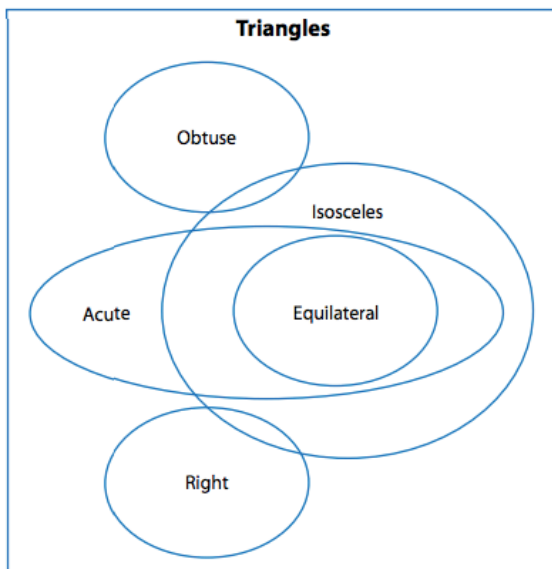 Triangles
Obtuse
Isosceles
Acute
Equilateral
Right